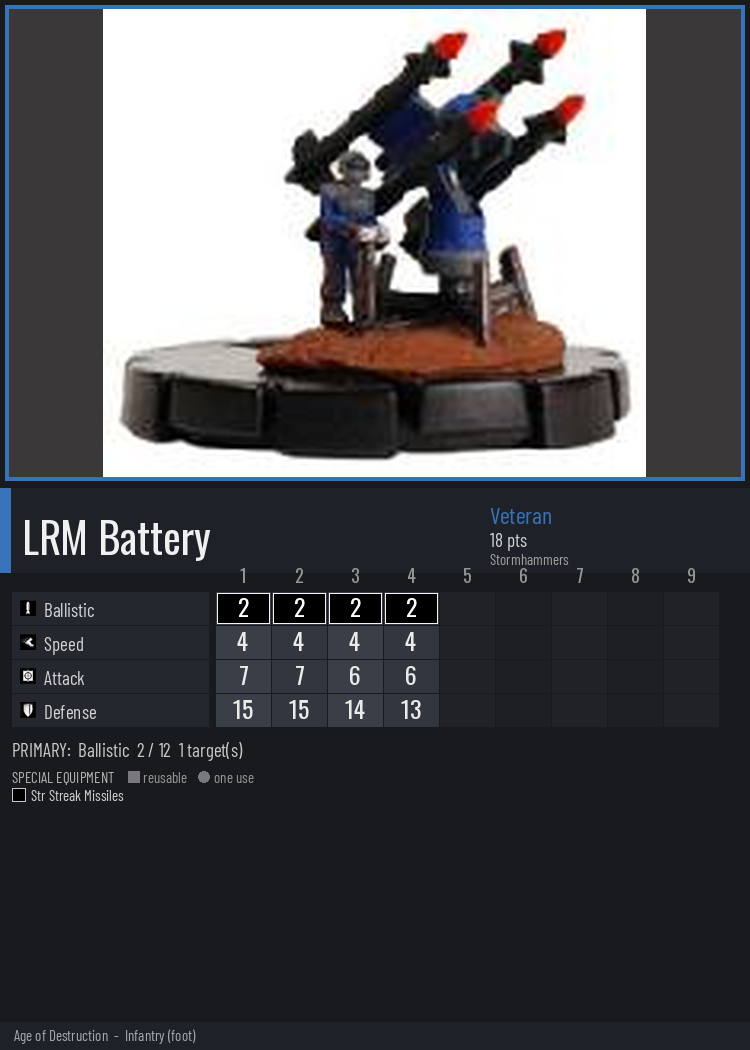 LRM Battery
Veteran
18 pts
Stormhammers
1 2 3 4 5 6 7 8 9
Ballistic 2 2 2 2
Speed 4 4 4 4
Attack 7 7 6 6
Defense 15 15 14 13
PRIMARY: Ballistic 2 / 12 1 target(s)
SPECIAL EQUIPMENT reusable one use
Str Streak Missiles
Age of Destruction - Infantry (foot)